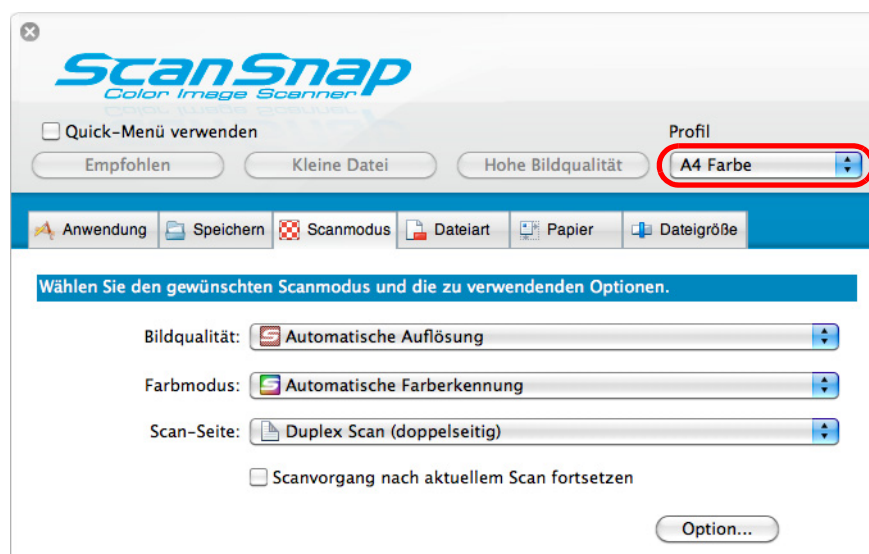 ScanSnap
Color Image Scanner
Quick-Menü verwenden
Profil
Empfohlen
Kleine Datei
Hohe Bildqualität
A4 Farbe
Anwendung
Speichern
Scanmodus
Dateiart
Papier
Dateigröße
Wählen Sie den gewünschten Scanmodus und die zu verwendenden Optionen.
Bildqualität: Automatische Auflösung
Farbmodus: Automatische Farberkennung
Scan-Seite: Duplex Scan (doppelseitig)
Scanvorgang nach aktuellem Scan fortsetzen
Option...